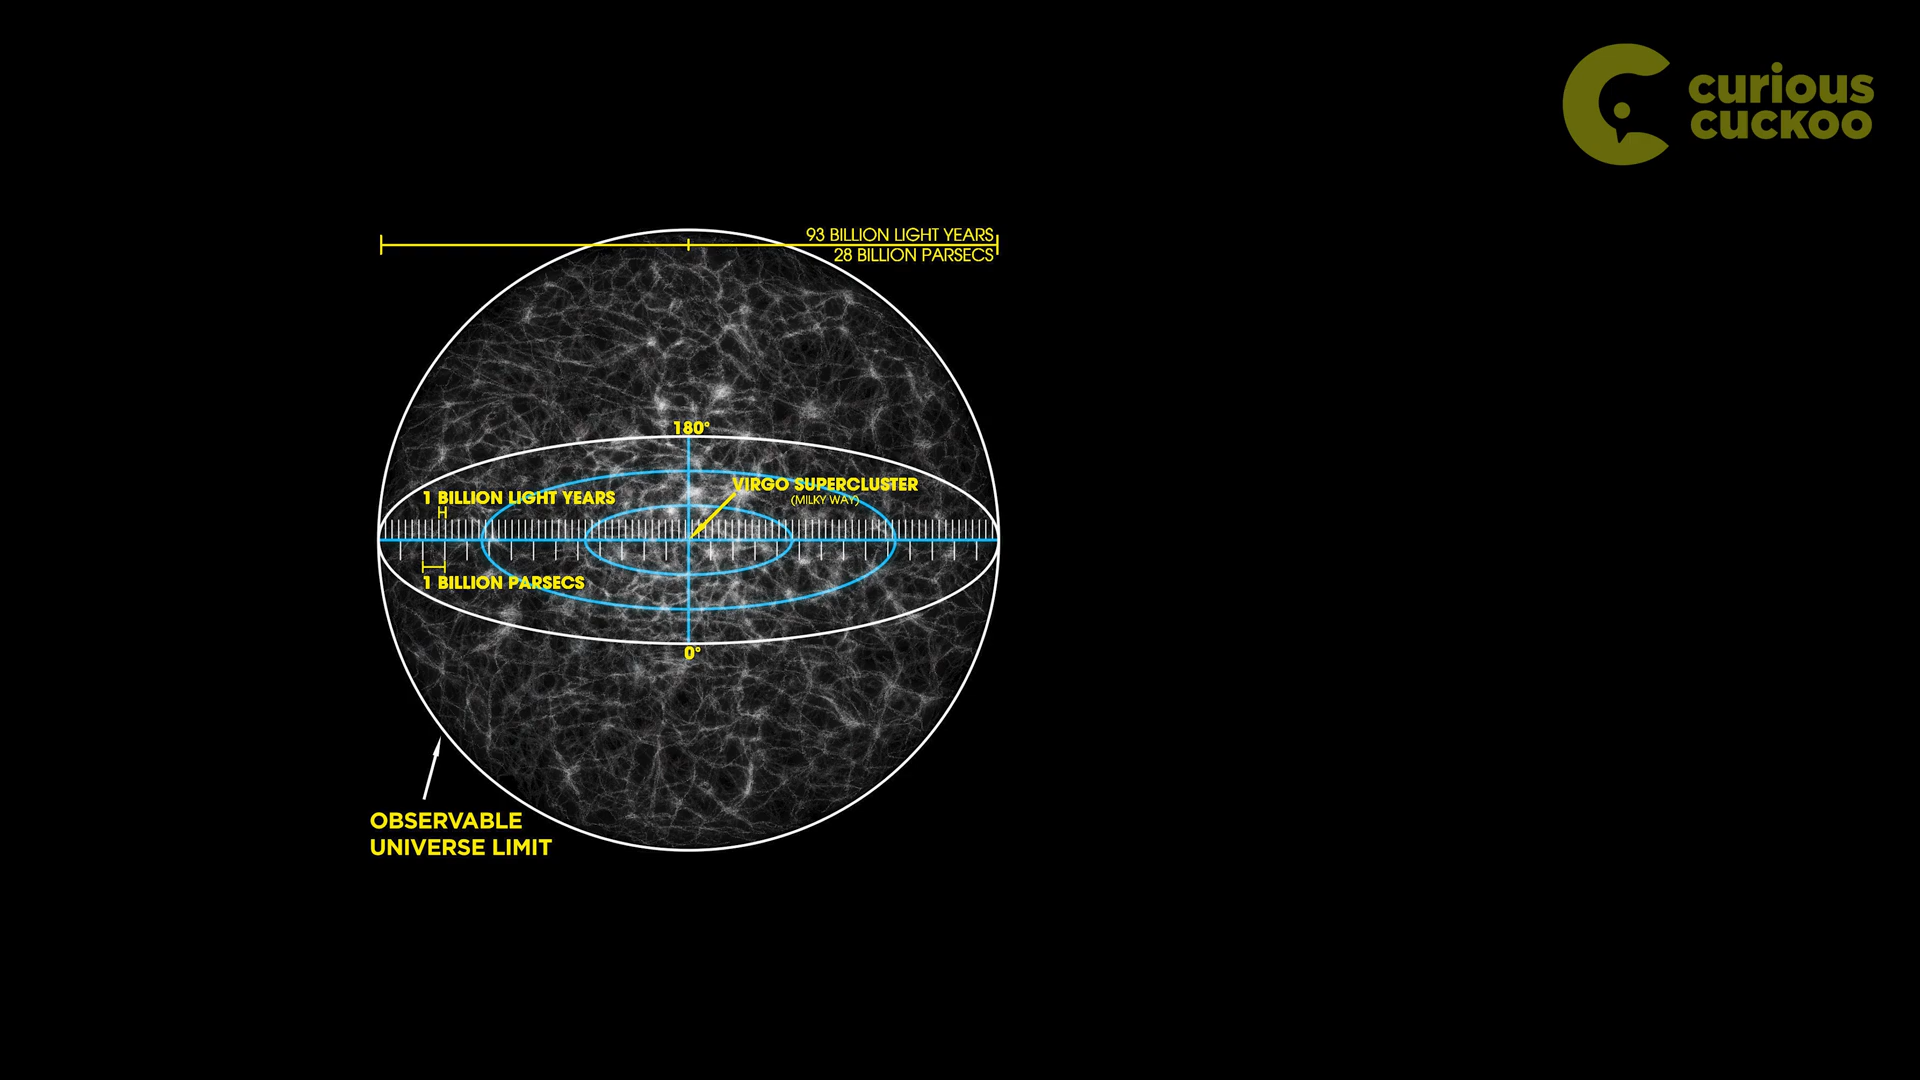 curious
cuckoo
93 BILLION LIGHT YEARS
28 BILLION PARSECS
180°
VIRGO SUPERCLUSTER
(MILKY WAY)
1 BILLION LIGHT YEARS
1 BILLION PARSECS
0°
OBSERVABLE
UNIVERSE LIMIT